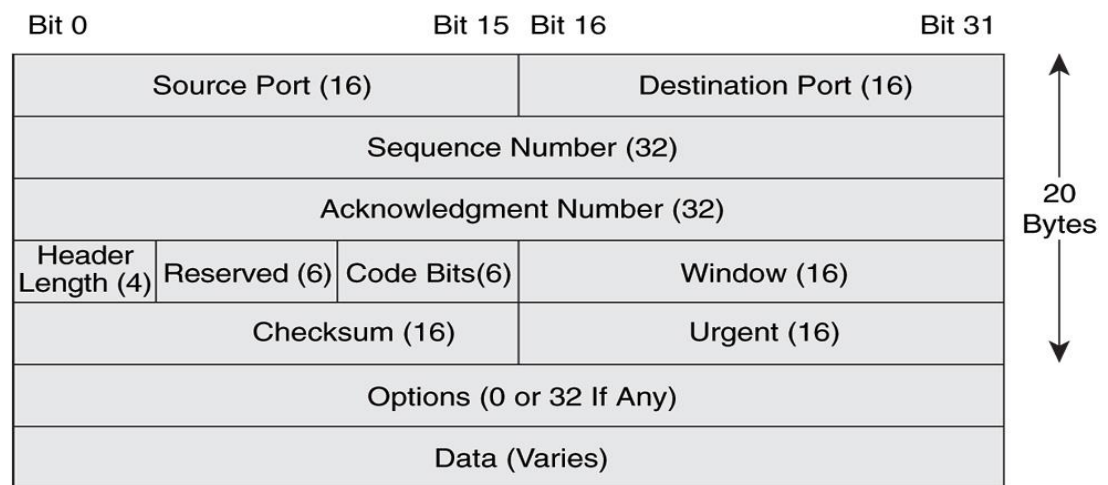 Bit 0 Bit 15 Bit 16 Bit 31
Source Port (16) Destination Port (16)
Sequence Number (32)
Acknowledgment Number (32)
20
Bytes
Header
Length (4) Reserved (6) Code Bits(6) Window (16)
Checksum (16) Urgent (16)
Options (0 or 32 If Any)
Data (Varies)